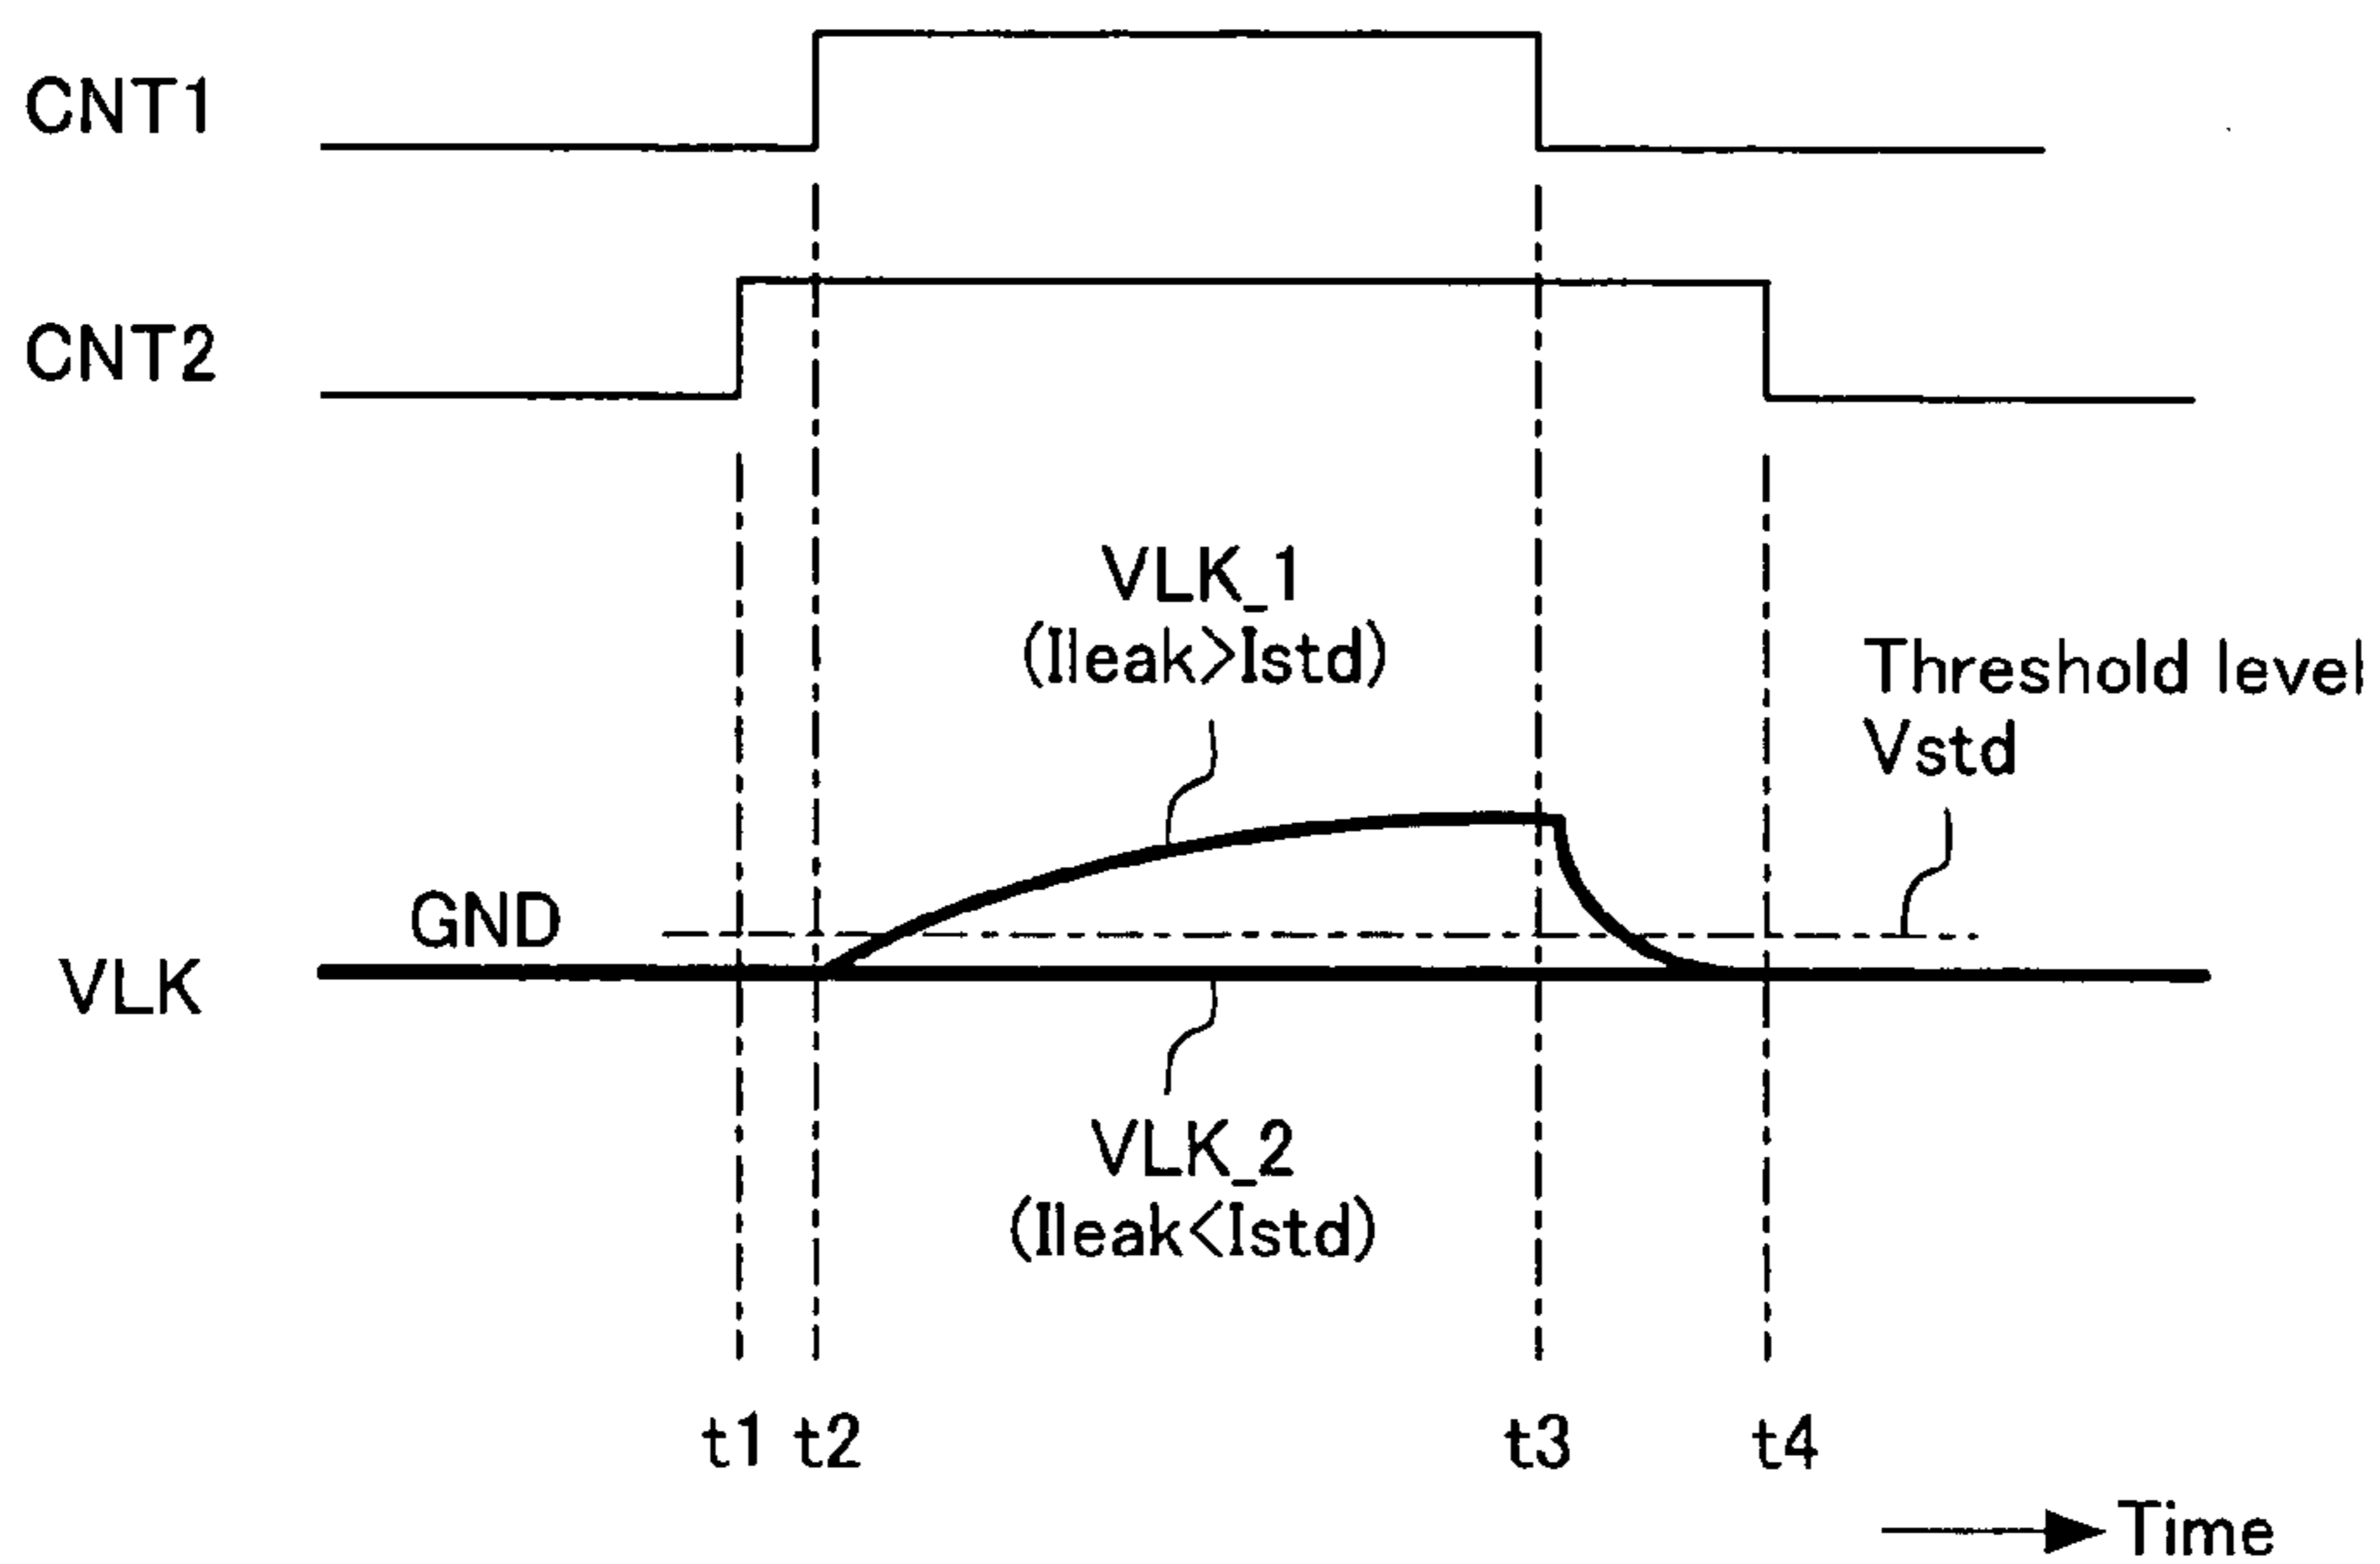 CNT1
CNT2
VLK_1
(Ileak>Istd)
Threshold level
Vstd
GND
VLK
VLK_2
(Ileak<Istd)
t1 t2 t3 t4
Time